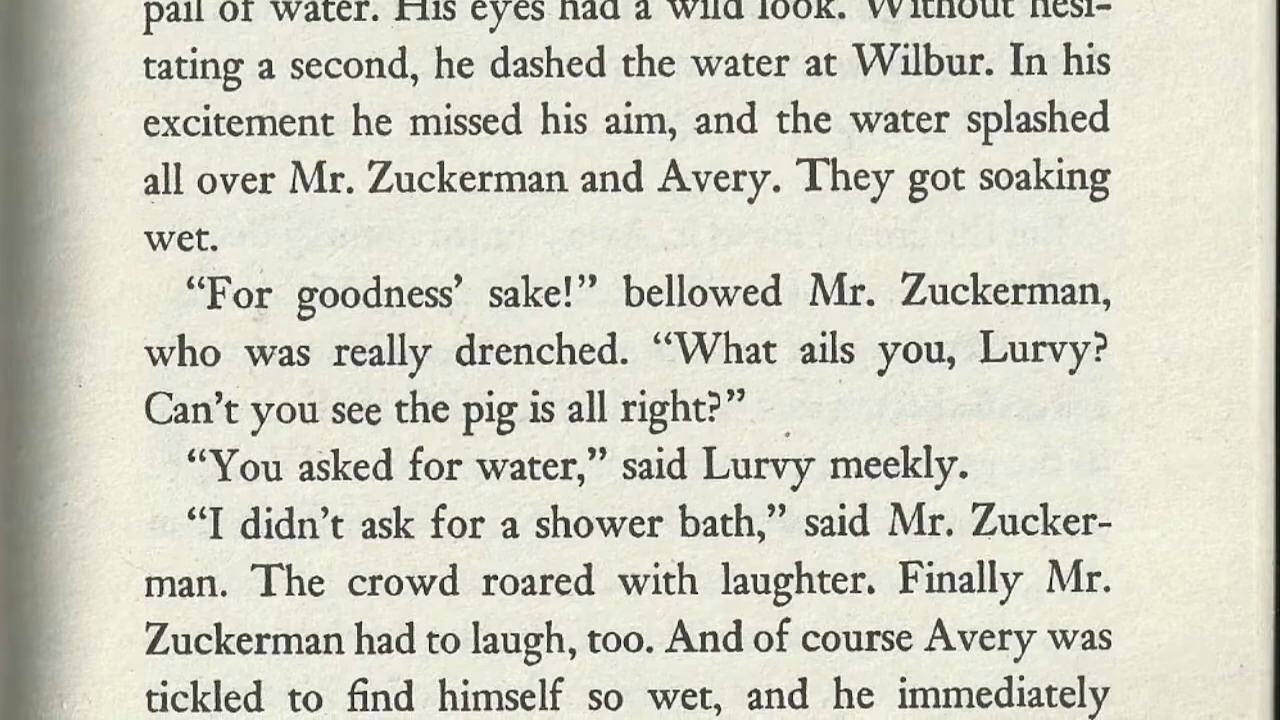 pail of water. His eyes had a wild look. Without hesi-
tating a second, he dashed the water at Wilbur. In his
excitement he missed his aim, and the water splashed
all over Mr. Zuckerman and Avery. They got soaking
wet.
“For goodness’ sake!” bellowed Mr. Zuckerman,
who was really drenched. “What ails you, Lurvy?
Can’t you see the pig is all right?”
“You asked for water,” said Lurvy meekly.
“I didn’t ask for a shower bath,” said Mr. Zucker-
man. The crowd roared with laughter. Finally Mr.
Zuckerman had to laugh, too. And of course Avery was
tickled to find himself so wet, and he immediately